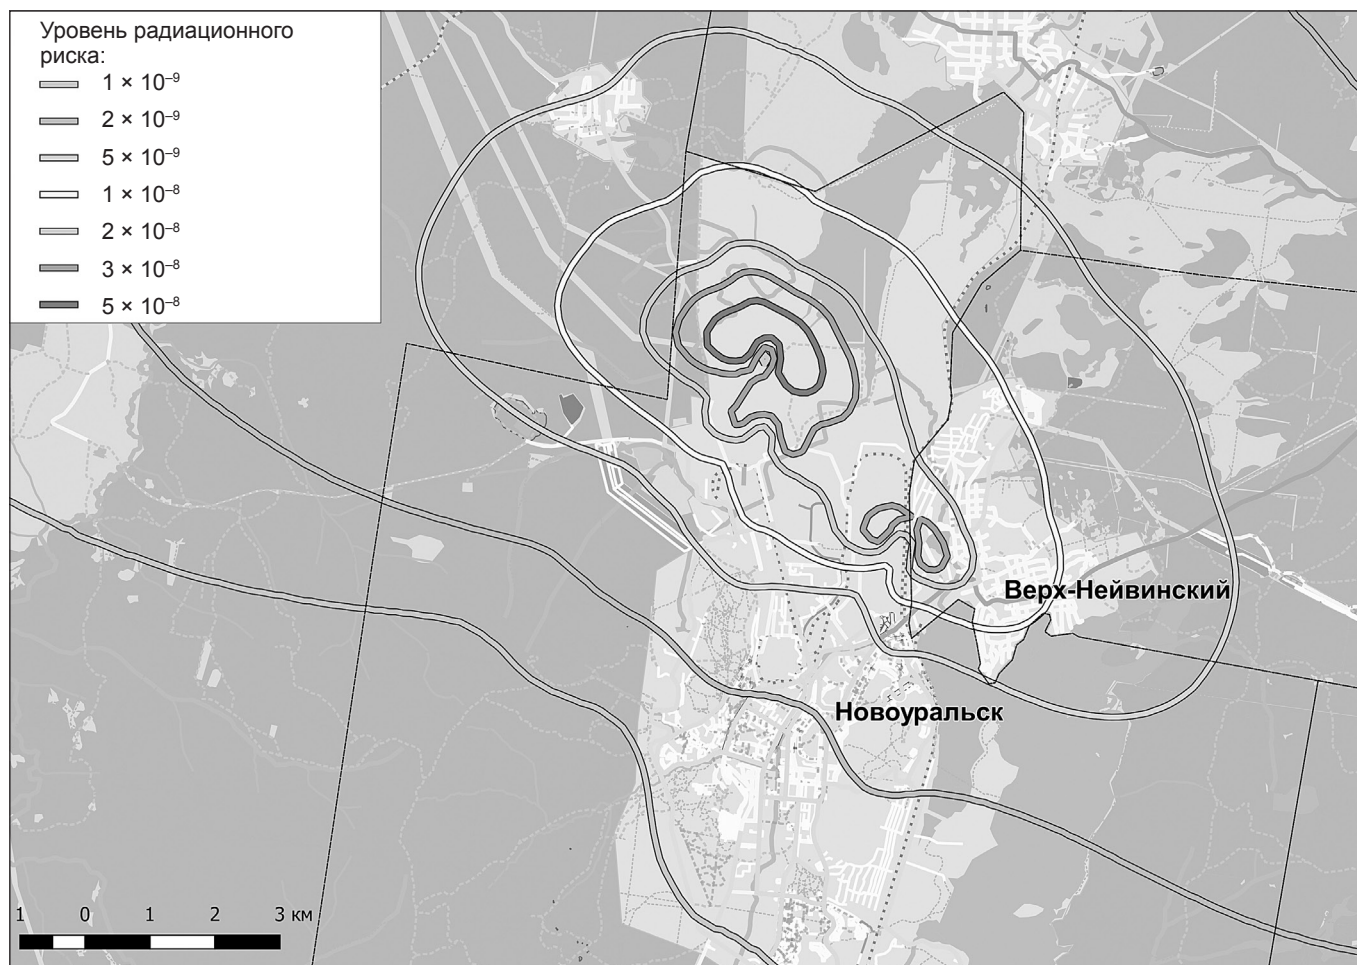 Уровень радиационного
риска:
1 × 10⁻⁹
2 × 10⁻⁹
5 × 10⁻⁹
1 × 10⁻⁸
2 × 10⁻⁸
3 × 10⁻⁸
5 × 10⁻⁸
Верх-Нейвинский
Новоуральск
1 0 1 2 3 км